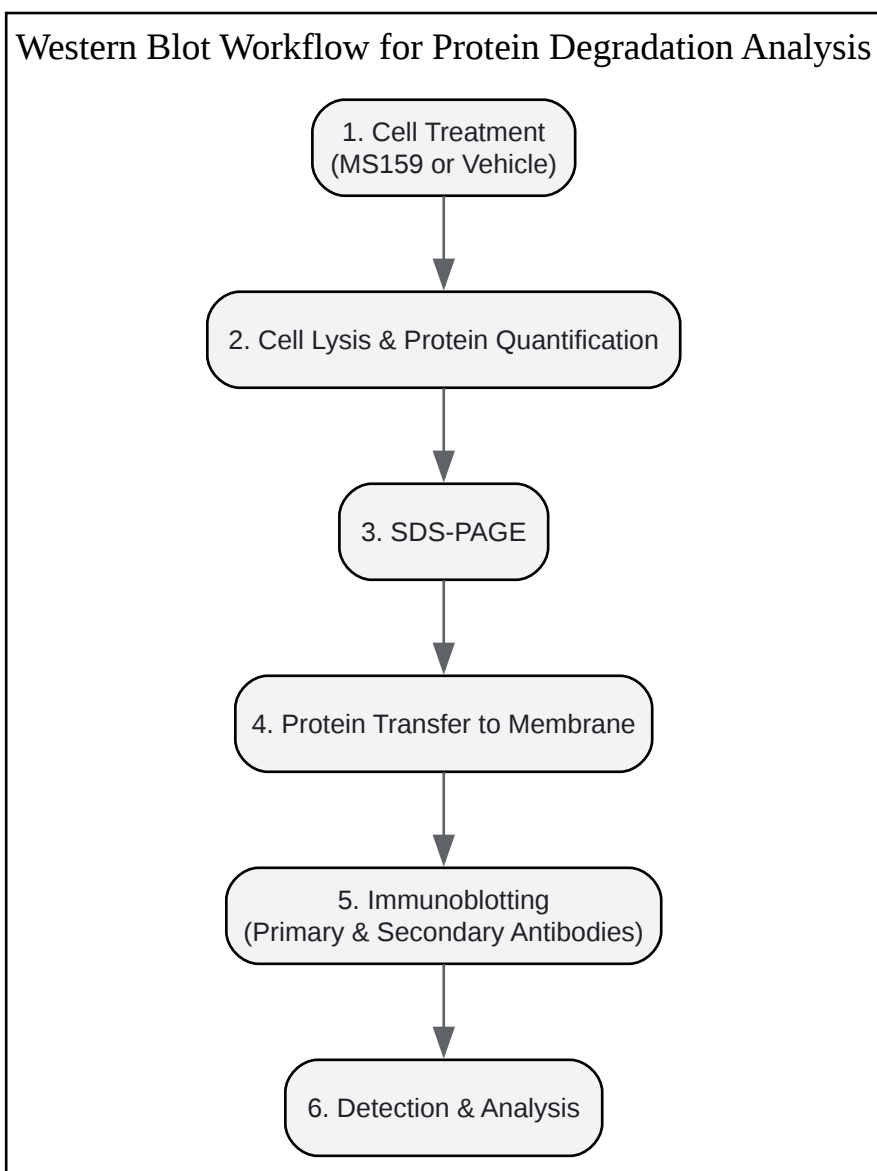 Western Blot Workflow for Protein Degradation Analysis
1. Cell Treatment
(MS159 or Vehicle)
2. Cell Lysis & Protein Quantification
3. SDS-PAGE
4. Protein Transfer to Membrane
5. Immunoblotting
(Primary & Secondary Antibodies)
6. Detection & Analysis